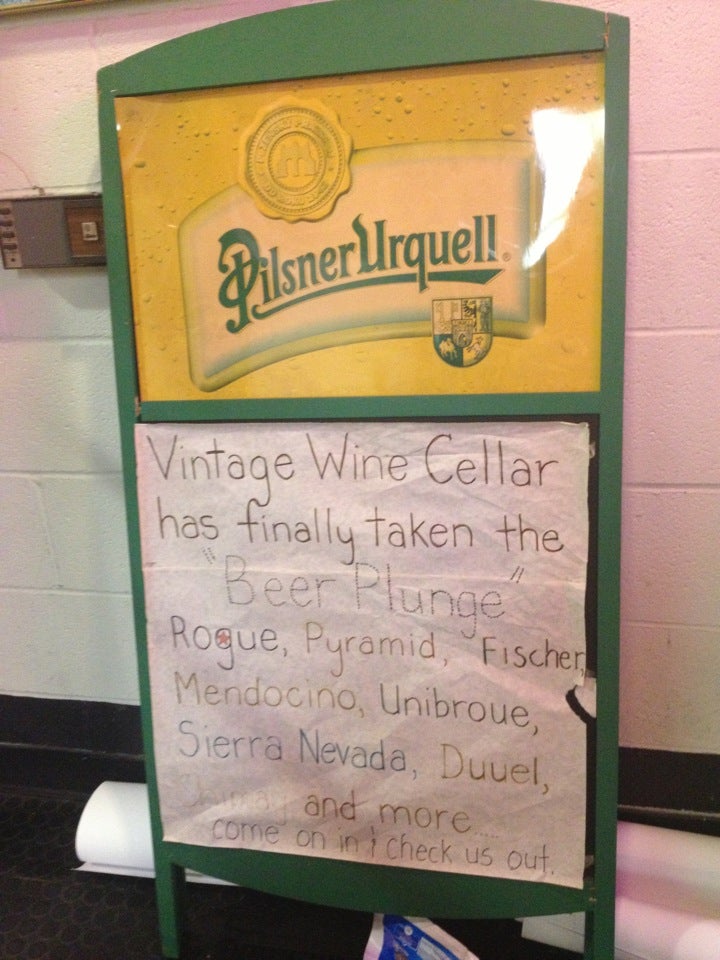 Pilsner Urquell
Vintage Wine Cellar
has finally taken the
"Beer Plunge"
Rogue, Pyramid, Fischer,
Mendocino, Unibroue,
Sierra Nevada, Duuel,
Shimay and more....
come on in & check us out.